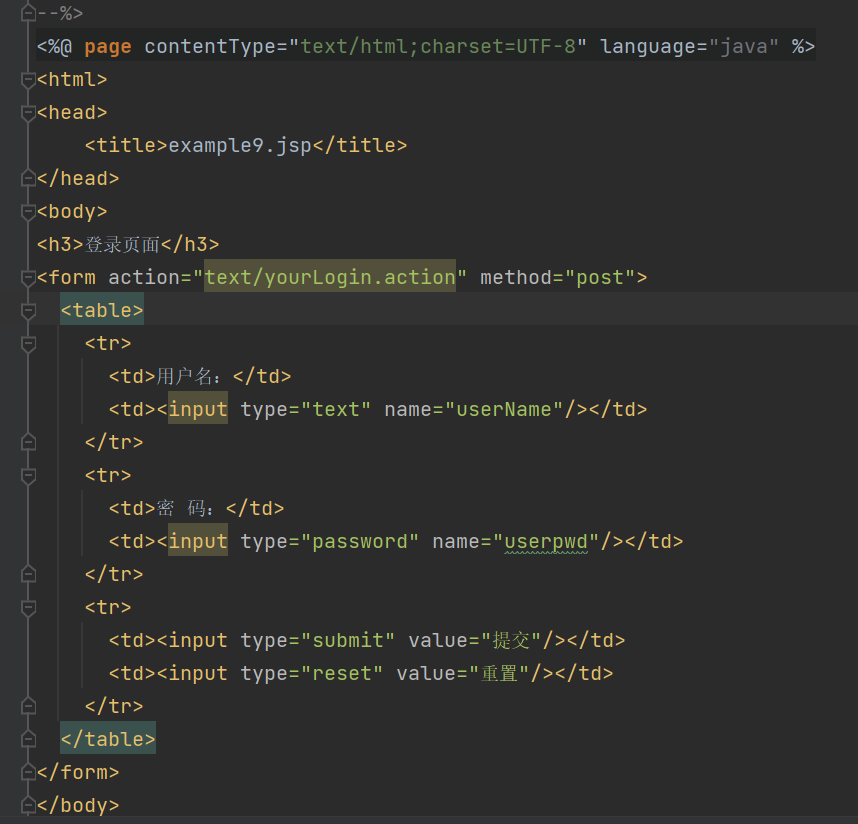 --%>
<%@ page contentType="text/html;charset=UTF-8" language="java" %>
<html>
<head>
    <title>example9.jsp</title>
</head>
<body>
<h3>登录页面</h3>
<form action="text/yourLogin.action" method="post">
  <table>
    <tr>
      <td>用户名：</td>
      <td><input type="text" name="userName"/></td>
    </tr>
    <tr>
      <td>密 码：</td>
      <td><input type="password" name="userpwd"/></td>
    </tr>
    <tr>
      <td><input type="submit" value="提交"/></td>
      <td><input type="reset" value="重置"/></td>
    </tr>
  </table>
</form>
</body>